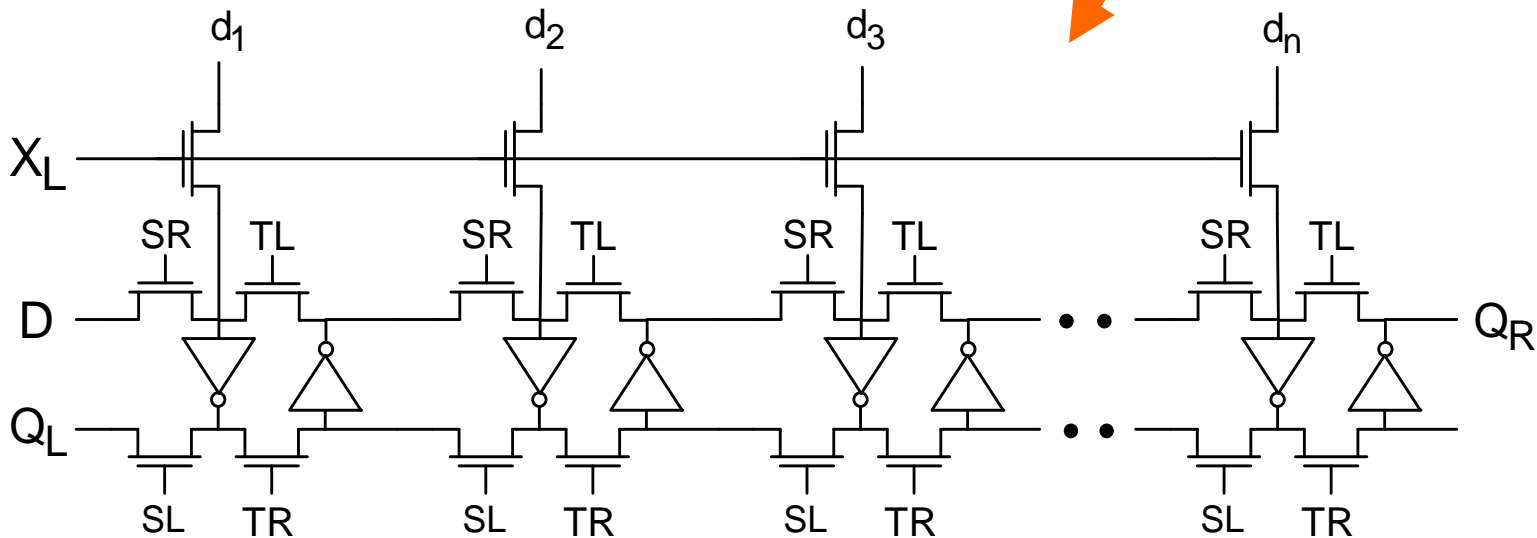 d1 d2 d3 dn
XL
SR TL SR TL SR TL SR TL
D QR
QL
SL TR SL TR SL TR SL TR